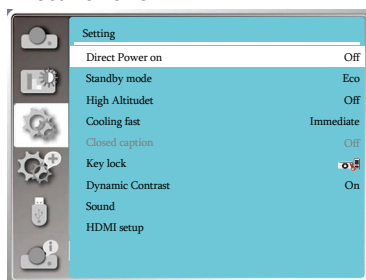 Setting
Direct Power on Off
Standby mode Eco
High Altitudet Off
Cooling fast Immediate
Closed caption Off
Key lock
Dynamic Contrast On
Sound
HDMI setup